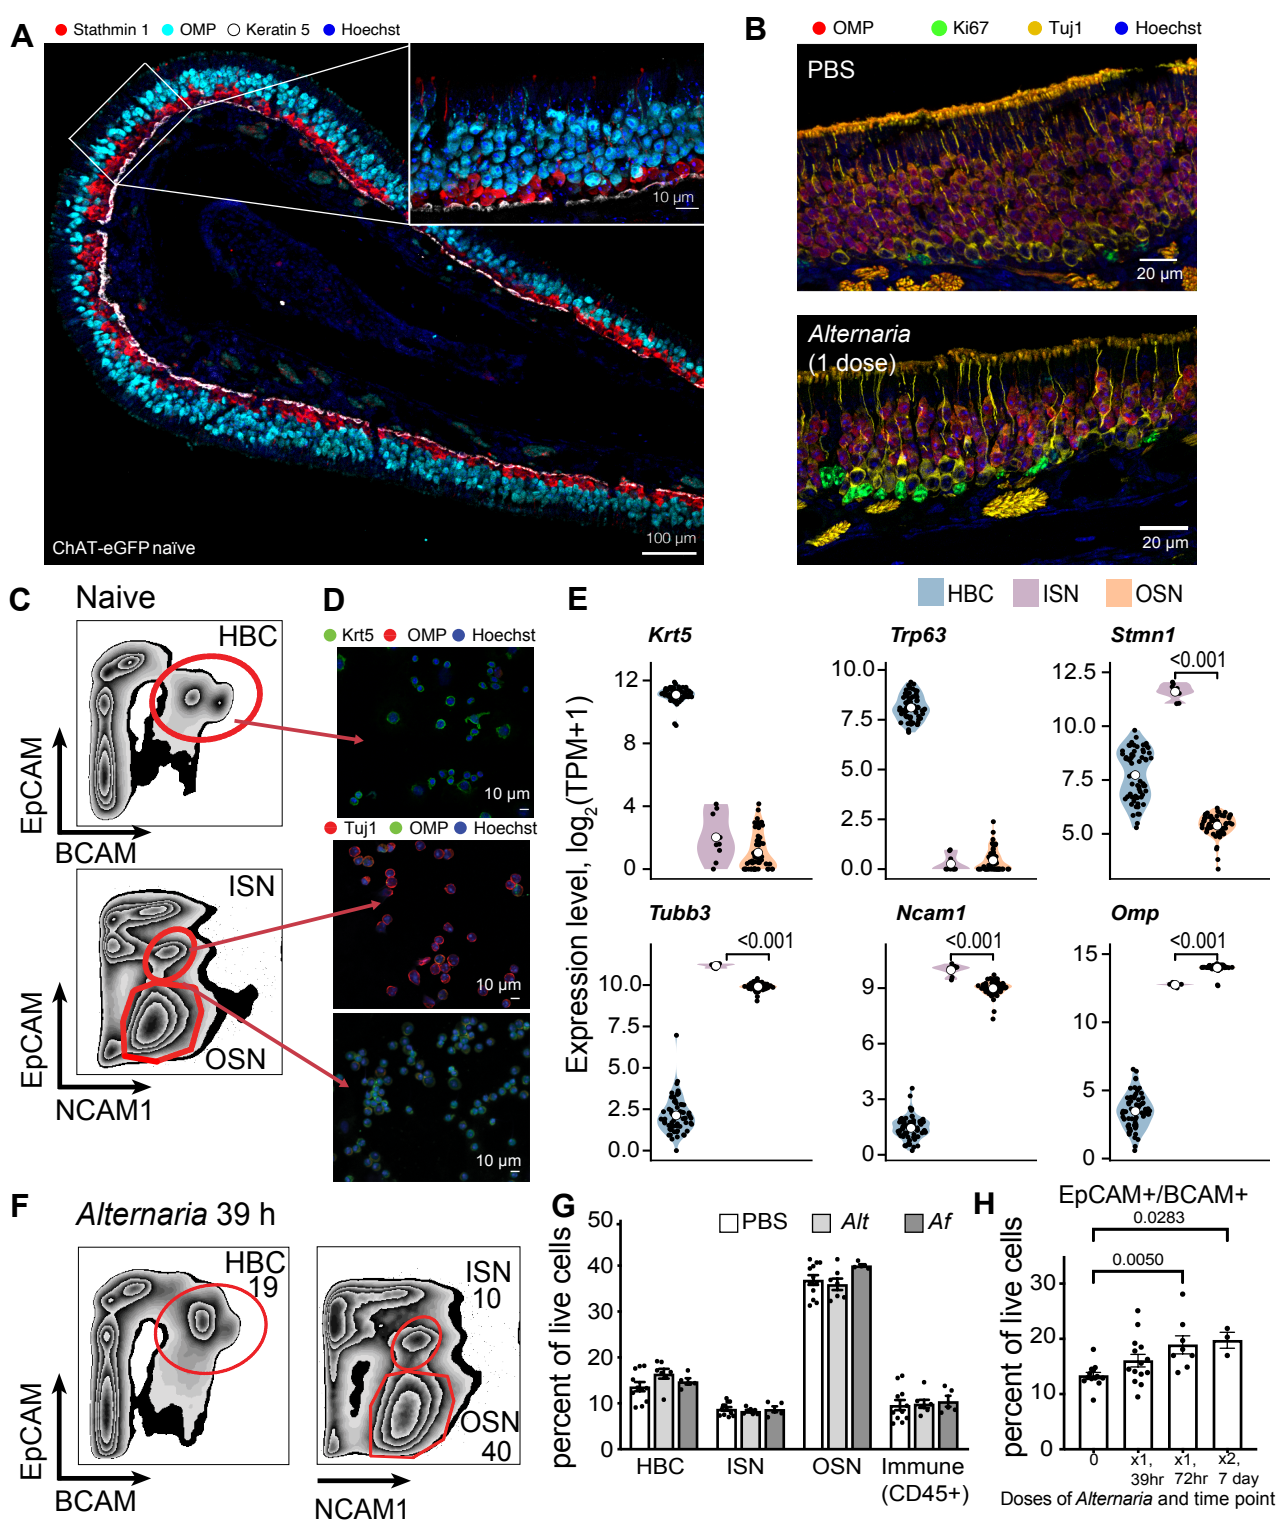 A
Stathmin 1 OMP Keratin 5 Hoechst
10 µm
ChAT-eGFP naïve
100 µm
B
OMP Ki67 Tuj1 Hoechst
PBS
20 µm
Alternaria
(1 dose)
20 µm
C
Naive
HBC
EpCAM
BCAM
ISN
OSN
EpCAM
NCAM1
D
Krt5 OMP Hoechst
10 µm
Tuj1 OMP Hoechst
10 µm
10 µm
E
HBC ISN OSN
Expression level, log2(TPM+1)
Krt5
12
8
4
0
Trp63
10.0
7.5
5.0
2.5
0.0
Stmn1
<0.001
12.5
10.0
7.5
5.0
Tubb3
<0.001
10.0
7.5
5.0
2.5
0.0
Ncam1
<0.001
9
6
3
0
Omp
<0.001
15
10
5
0
F
Alternaria 39 h
HBC
19
EpCAM
BCAM
ISN
10
OSN
40
NCAM1
G
PBS Alt Af
percent of live cells
50
40
30
20
10
0
HBC ISN OSN Immune
(CD45+)
H
EpCAM+/BCAM+
0.0283
0.0050
percent of live cells
30
20
10
0
0 x1, x1, x2,
39hr 72hr 7 day
Doses of Alternaria and time point